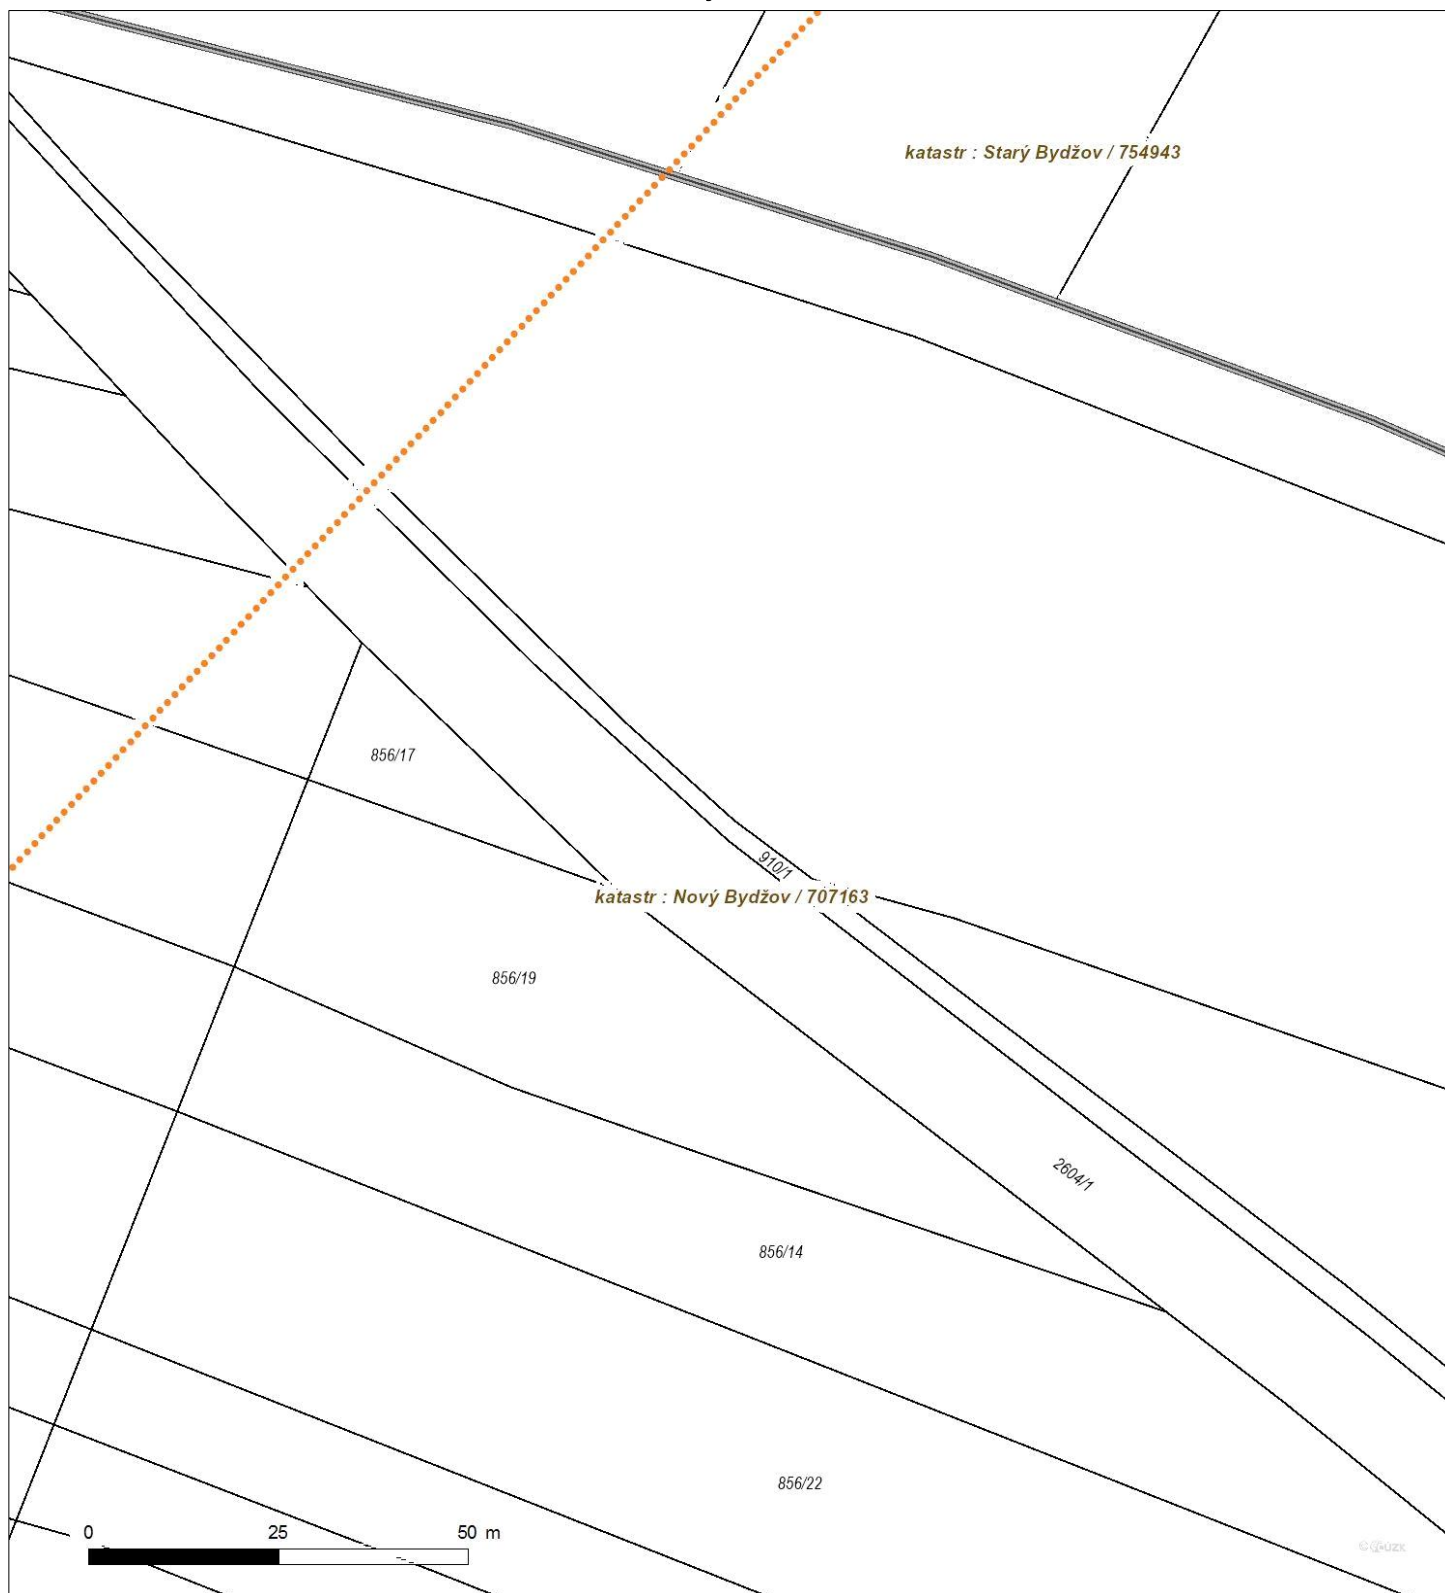 katastr : Starý Bydžov / 754943
856/17
910/1
katastr : Nový Bydžov / 707163
856/19
2604/1
856/14
856/22
0 25 50 m